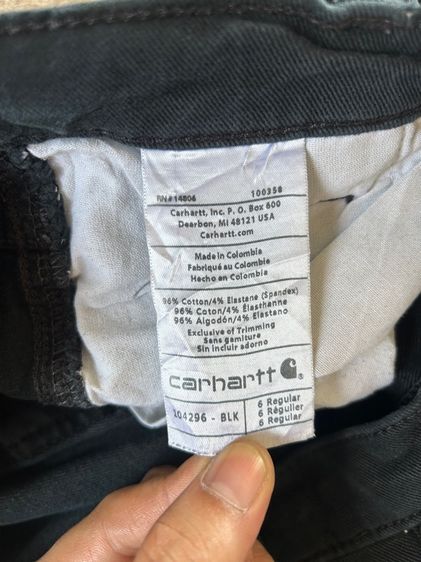 RN#14806 100358
Carhartt, Inc. P. O. Box 600
Dearbon, MI 48121 USA
Carhartt.com
Made in Colombia
Fabriqué au Colombie
Hecho en Colombia
96% Cotton/4% Elastane (Spandex)
96% Coton/4% Élasthanne
96% Algodón/4% Elastane
Exclusive of Trimming
Sans garniture
Sin incluir adorno
carhartt
104296 - BLK
6 Regular
6 Régulier
6 Regular